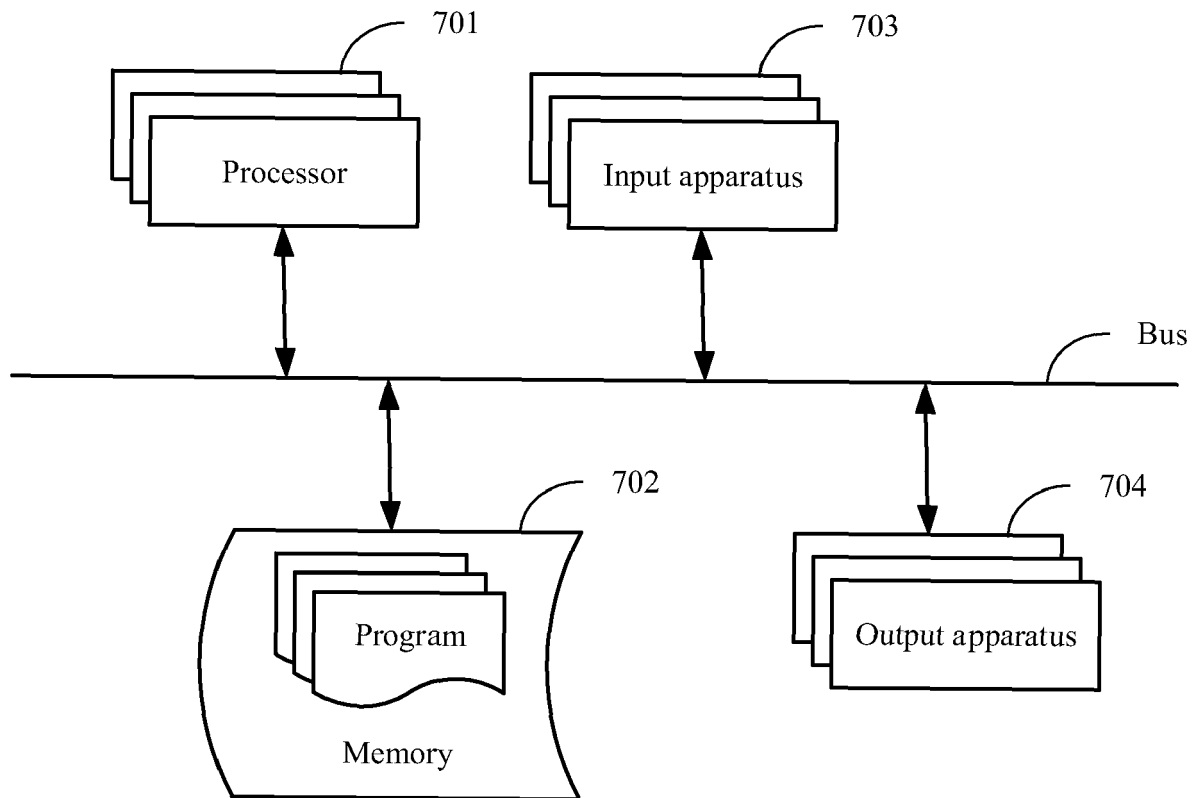 701
703
Processor
Input apparatus
Bus
702
704
Program
Output apparatus
Memory